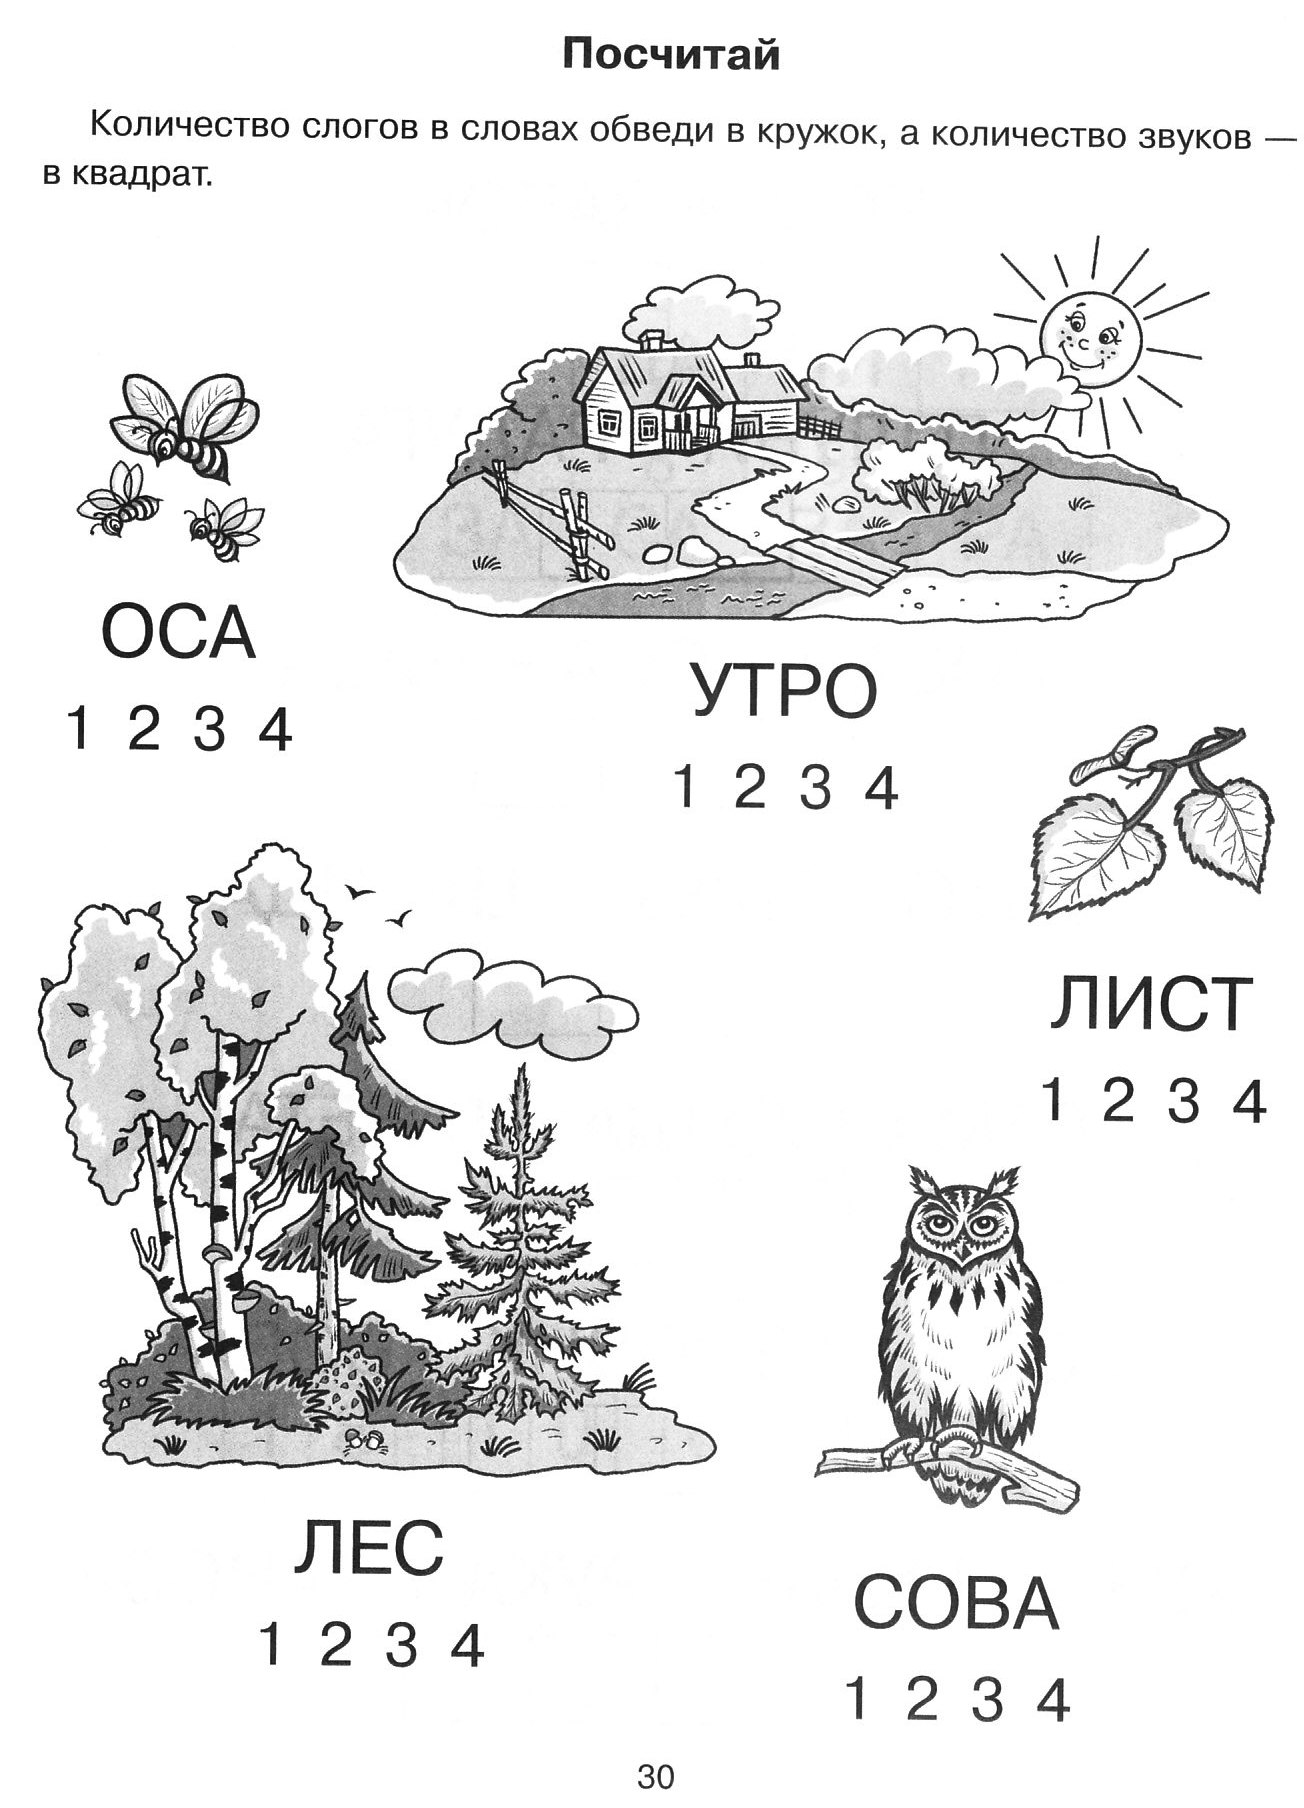 Посчитай
Количество слогов в словах обведи в кружок, а количество звуков —
в квадрат.
ОСА
1 2 3 4
УТРО
1 2 3 4
ЛИСТ
1 2 3 4
ЛЕС
1 2 3 4
СОВА
1 2 3 4
30